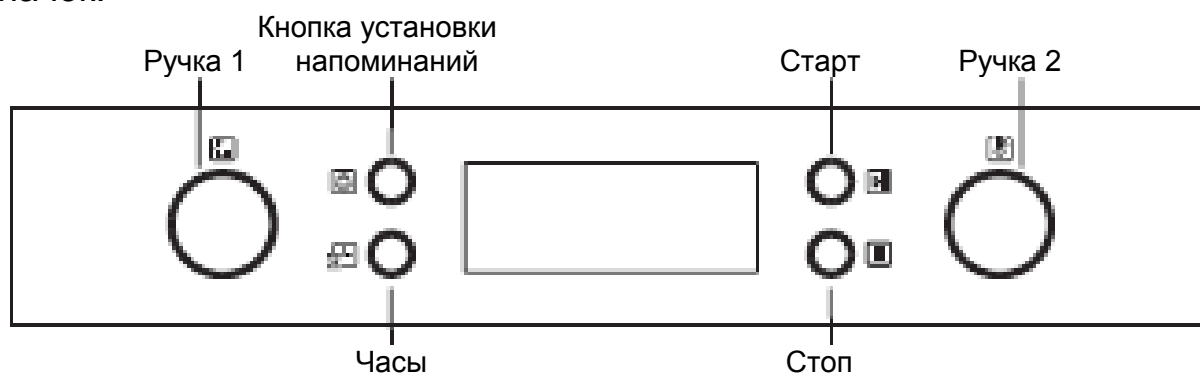 Кнопка установки
напоминаний
Ручка 1
Старт
Ручка 2
Часы
Стоп